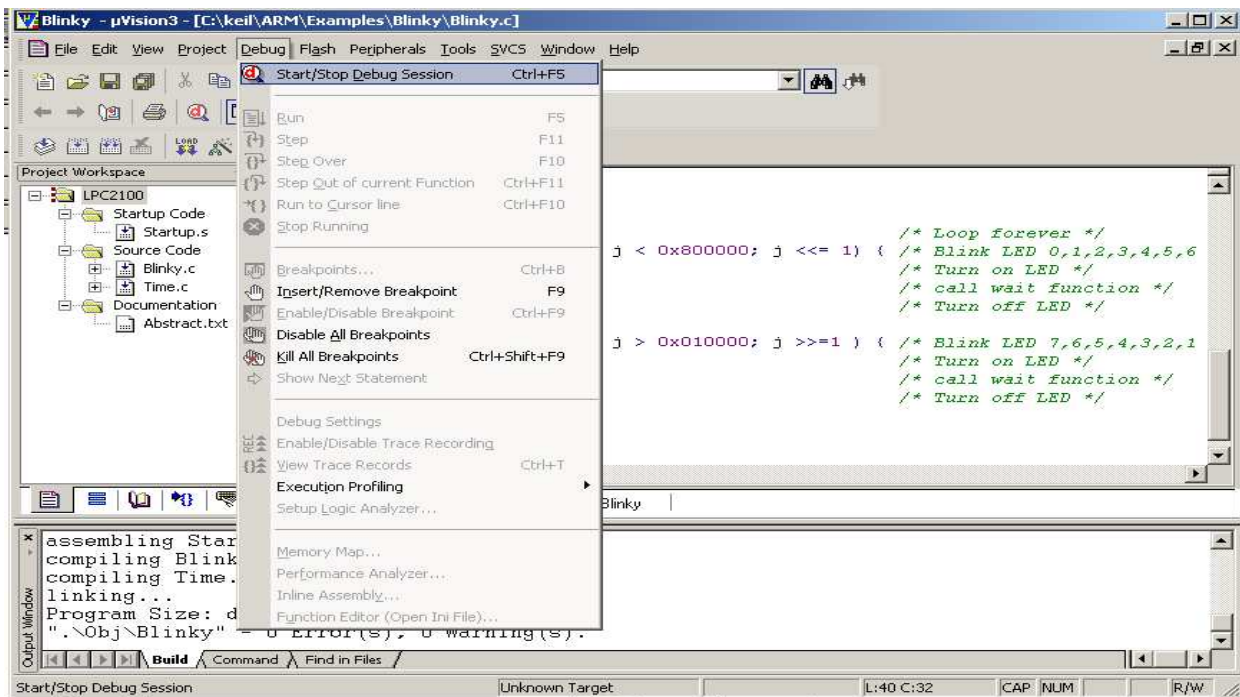 Blinky - µVision3 - [C:\keil\ARM\Examples\Blinky\Blinky.c]
File Edit View Project Debug Flash Peripherals Tools SVCS Window Help
Start/Stop Debug Session Ctrl+F5
Run F5
Step F11
Step Over F10
Step Out of current Function Ctrl+F11
Run to Cursor line Ctrl+F10
Stop Running
Breakpoints... Ctrl+B
Insert/Remove Breakpoint F9
Enable/Disable Breakpoint Ctrl+F9
Disable All Breakpoints
Kill All Breakpoints Ctrl+Shift+F9
Show Next Statement
Debug Settings
Enable/Disable Trace Recording
View Trace Records Ctrl+T
Execution Profiling
Setup Logic Analyzer...
Memory Map...
Performance Analyzer...
Inline Assembly...
Function Editor (Open Ini File)...
LOAD
REC
Project Workspace
LPC2100
Startup Code
Startup.s
Source Code
Blinky.c
Time.c
Documentation
Abstract.txt
/* Loop forever */
j < 0x800000; j <<= 1) { /* Blink LED 0,1,2,3,4,5,6
/* Turn on LED */
/* call wait function */
/* Turn off LED */
j > 0x010000; j >>=1 ) { /* Blink LED 7,6,5,4,3,2,1
/* Turn on LED */
/* call wait function */
/* Turn off LED */
Blinky
Output Window
assembling Star
compiling Blink
compiling Time.
linking...
Program Size: d
".\Obj\Blinky" - 0 Error(s), 0 Warning(s).
Build Command Find in Files
Start/Stop Debug Session Unknown Target L:40 C:32 CAP NUM R/W